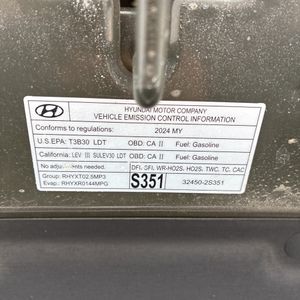 HYUNDAI
HYUNDAI MOTOR COMPANY
VEHICLE EMISSION CONTROL INFORMATION
Conforms to regulations: 2024 MY
U.S.EPA: T3B30 LDT OBD: CA II Fuel: Gasoline
California: LEV III SULEV30 LDT OBD: CA II Fuel: Gasoline
No adjustments needed. DFI, SFI, WR-HO2S, HO2S, TWC, TC, CAC
Group: RHYXT02.5MP3
Evap.: RHYXR0144MPG S351 32450-2S351